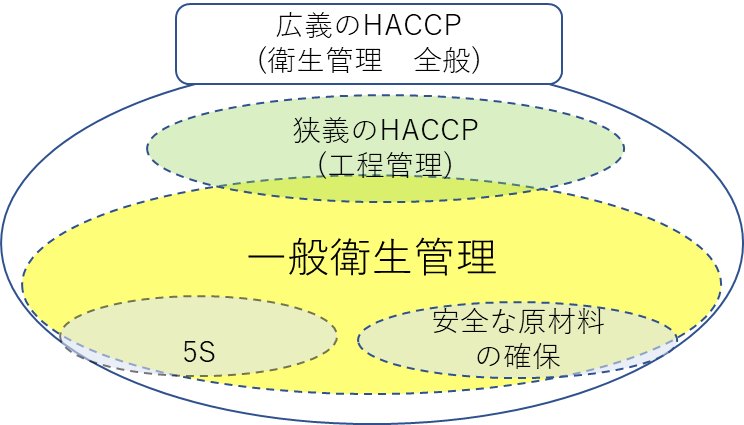 広義のHACCP
(衛生管理　全般)
狭義のHACCP
(工程管理)
一般衛生管理
5S
安全な原材料
の確保